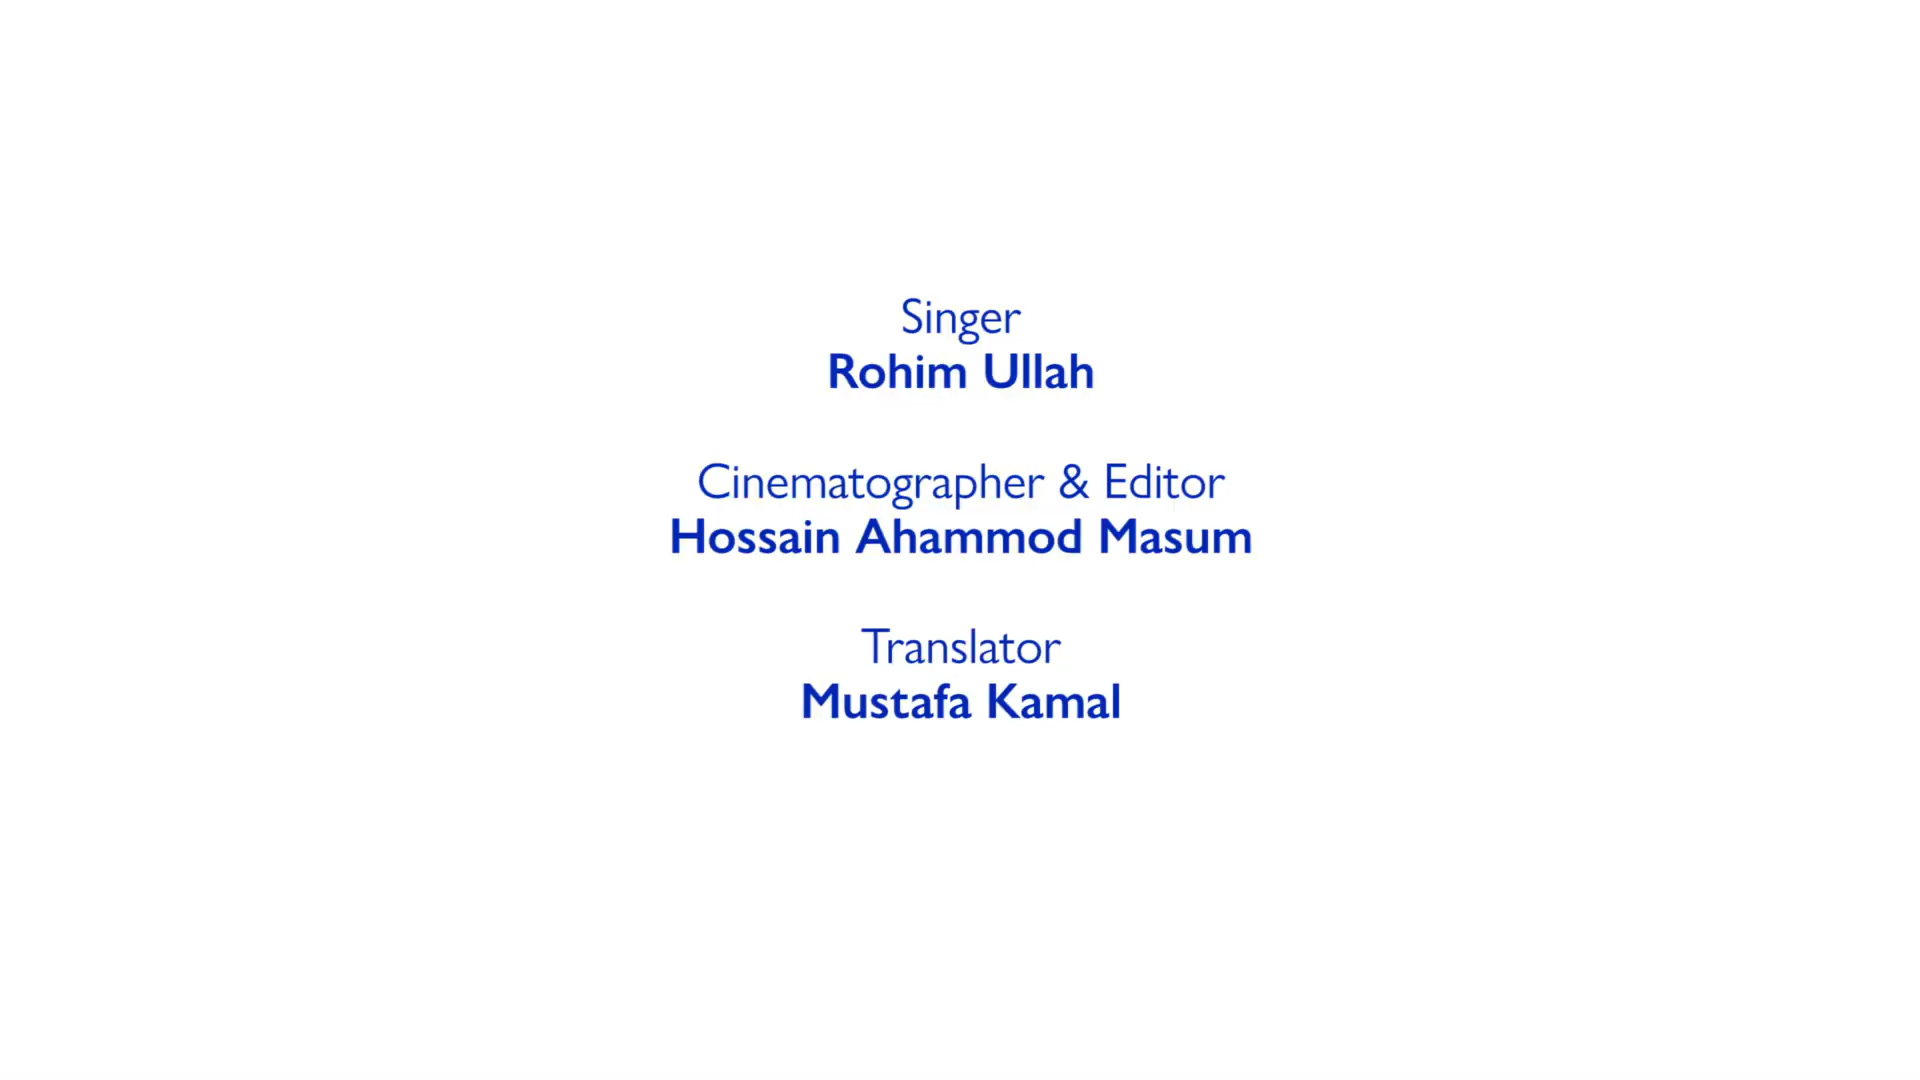 Singer
Rohim Ullah
Cinematographer & Editor
Hossain Ahammod Masum
Translator
Mustafa Kamal